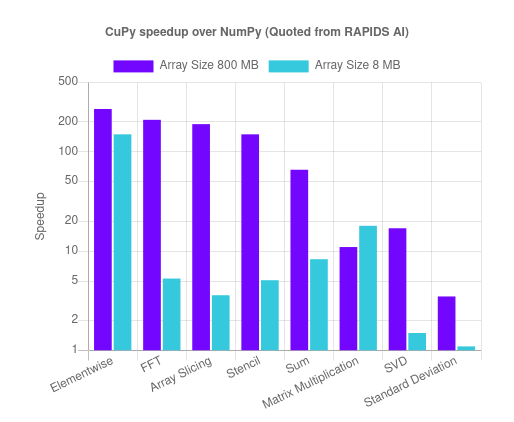 CuPy speedup over NumPy (Quoted from RAPIDS AI)
Array Size 800 MB Array Size 8 MB
500
200
100
50
20
10
5
2
1
Speedup
Elementwise
FFT
Array Slicing
Stencil
Sum
Matrix Multiplication
SVD
Standard Deviation